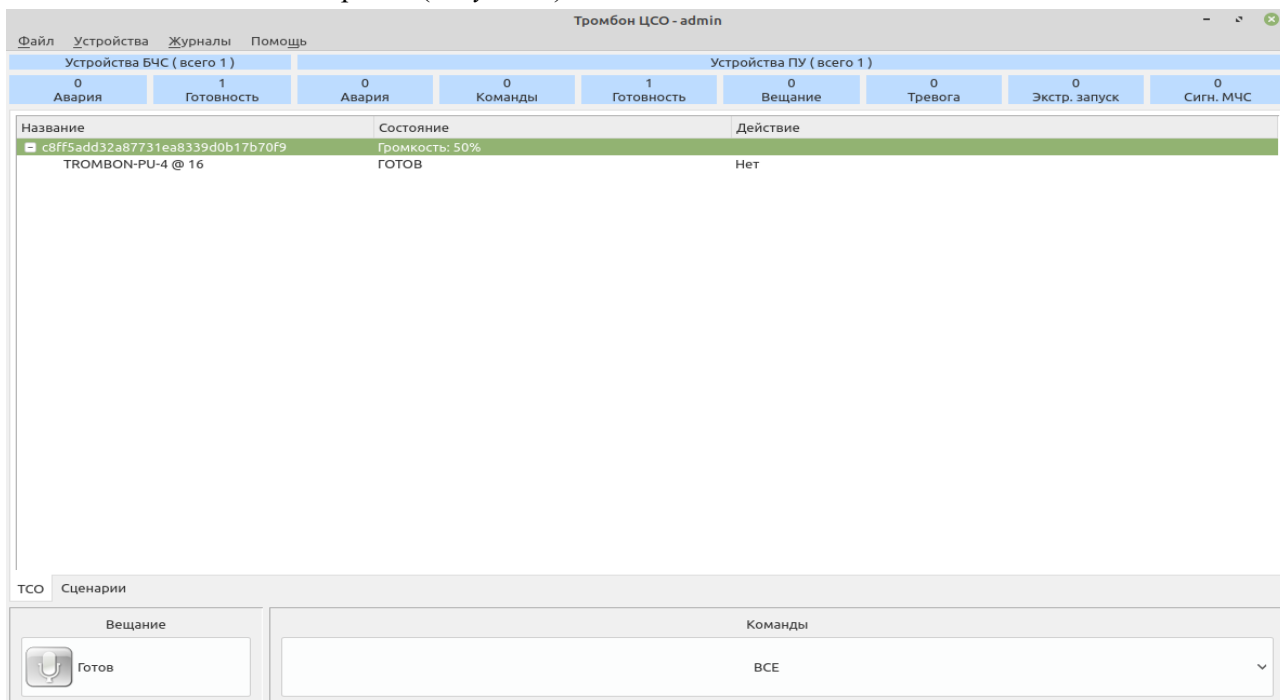 Тромбон ЦСО - admin
Файл Устройства Журналы Помощь
Устройства БЧС ( всего 1 ) Устройства ПУ ( всего 1 )
0 1 0 0 1 0 0 0 0
Авария Готовность Авария Команды Готовность Вещание Тревога Экстр. запуск Сигн. МЧС
Название Состояние Действие
c8ff5add32a87731ea8339d0b17b70f9 Громкость: 50%
TROMBON-PU-4 @ 16 ГОТОВ Нет
ТСО Сценарии
Вещание Команды
Готов ВСЕ